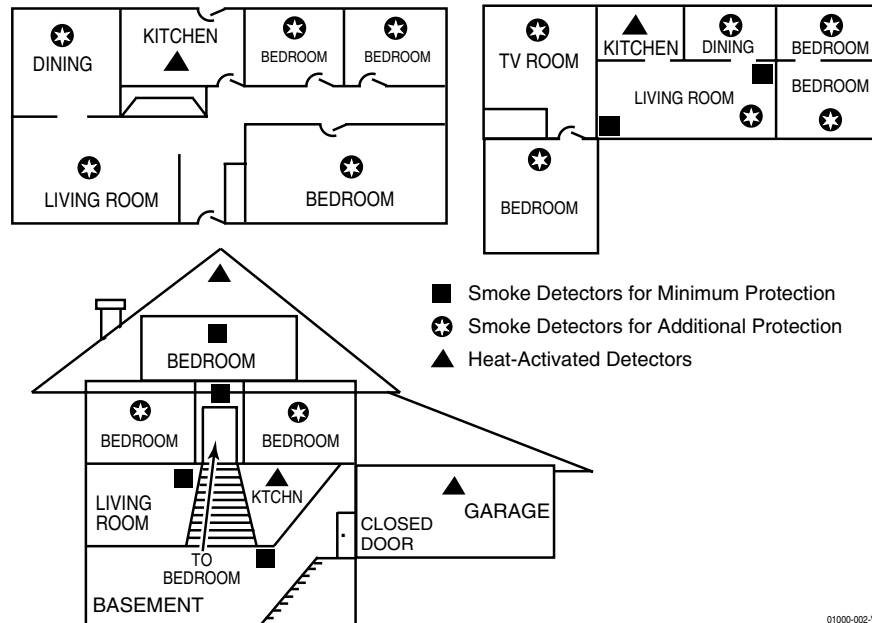 DINING
KITCHEN
BEDROOM
BEDROOM
LIVING ROOM
BEDROOM
TV ROOM
KITCHEN
DINING
BEDROOM
LIVING ROOM
BEDROOM
BEDROOM
Smoke Detectors for Minimum Protection
Smoke Detectors for Additional Protection
Heat-Activated Detectors
BEDROOM
BEDROOM
BEDROOM
LIVING
ROOM
KTCHN
CLOSED
DOOR
GARAGE
TO
BEDROOM
BASEMENT